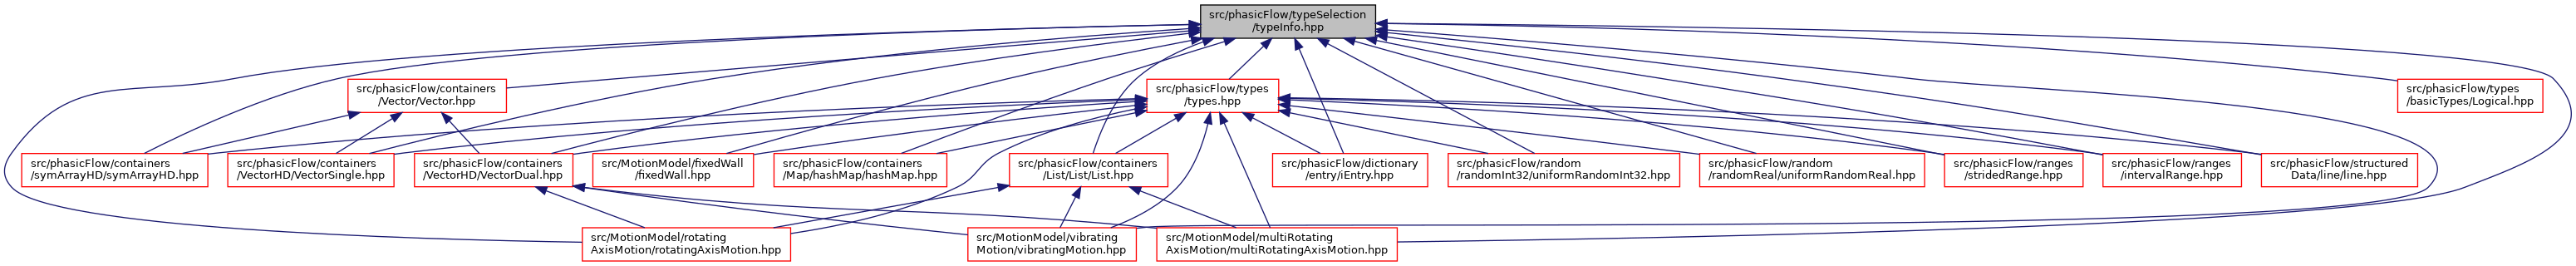 src/phasicFlow/typeSelection
/typeInfo.hpp
src/phasicFlow/containers
/Vector/Vector.hpp
src/phasicFlow/types
/types.hpp
src/phasicFlow/types
/basicTypes/Logical.hpp
src/phasicFlow/containers
/symArrayHD/symArrayHD.hpp
src/phasicFlow/containers
/VectorHD/VectorSingle.hpp
src/phasicFlow/containers
/VectorHD/VectorDual.hpp
src/MotionModel/fixedWall
/fixedWall.hpp
src/phasicFlow/containers
/Map/hashMap/hashMap.hpp
src/phasicFlow/containers
/List/List/List.hpp
src/phasicFlow/dictionary
/entry/iEntry.hpp
src/phasicFlow/random
/randomInt32/uniformRandomInt32.hpp
src/phasicFlow/random
/randomReal/uniformRandomReal.hpp
src/phasicFlow/ranges
/stridedRange.hpp
src/phasicFlow/ranges
/intervalRange.hpp
src/phasicFlow/structured
Data/line/line.hpp
src/MotionModel/rotating
AxisMotion/rotatingAxisMotion.hpp
src/MotionModel/vibrating
Motion/vibratingMotion.hpp
src/MotionModel/multiRotating
AxisMotion/multiRotatingAxisMotion.hpp